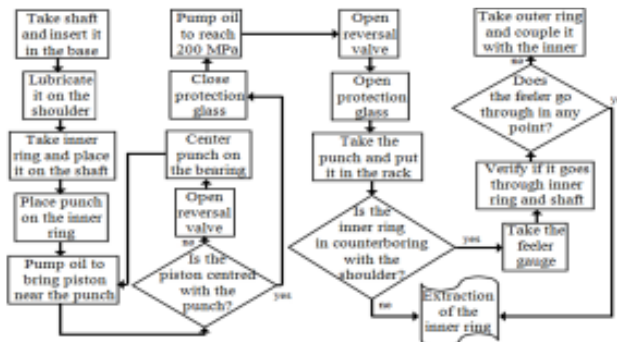 Take shaft
and insert it
in the base
Lubricate
it on the
shoulder
Take inner
ring and place
it on the shaft
Place punch
on the inner
ring
Pump oil to
bring piston
near the punch
Is the
piston centred
with the
punch?
no
yes
Open
reversal
valve
Center
punch on
the bearing
Close
protection
glass
Pump oil
to reach
200 MPa
Open
reversal
valve
Open
protection
glass
Take the
punch and put
it in the rack
Is the
inner ring
in counterboring
with the
shoulder?
yes
no
Take the
feeler
gauge
Verify if it goes
through inner
ring and shaft
Does
the feeler go
through in any
point?
no
Take outer ring
and couple it
with the inner
Extraction
of the
inner ring